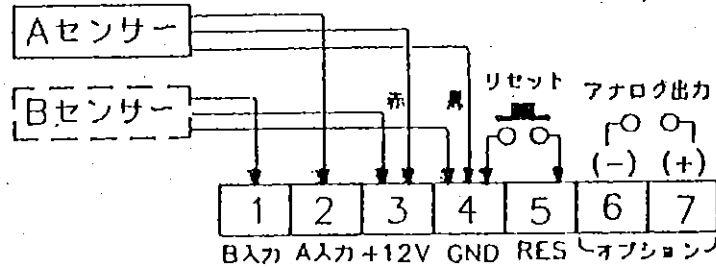 Aセンサー
Bセンサー
赤
黒
リセット
アナログ出力
(-) (+)
1 2 3 4 5 6 7
B入力 A入力 +12V GND RES オプション